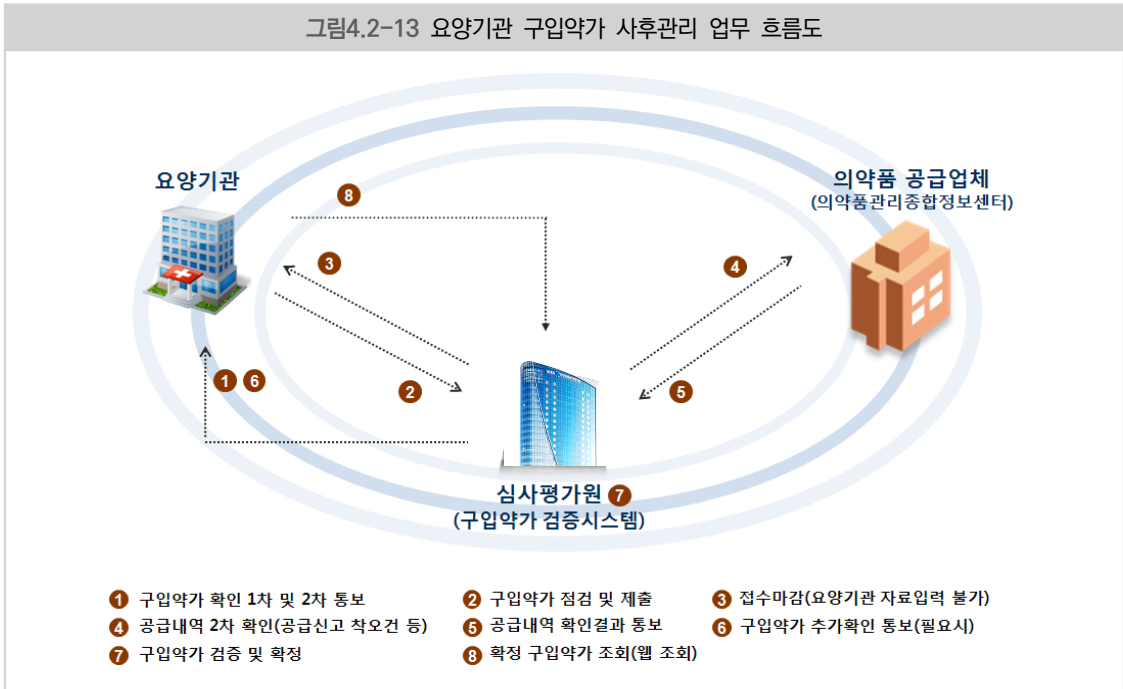 그림4.2-13 요양기관 구입약가 사후관리 업무 흐름도
요양기관
8
의약품 공급업체
(의약품관리종합정보센터)
3
4
1 6
2
5
심사평가원 7
(구입약가 검증시스템)
1 구입약가 확인 1차 및 2차 통보
2 구입약가 점검 및 제출
3 접수마감(요양기관 자료입력 불가)
4 공급내역 2차 확인(공급신고 착오건 등)
5 공급내역 확인결과 통보
6 구입약가 추가확인 통보(필요시)
7 구입약가 검증 및 확정
8 확정 구입약가 조회(웹 조회)